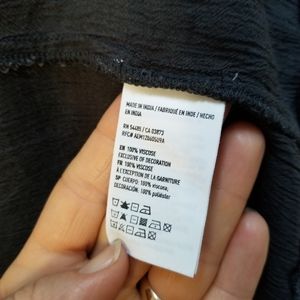 MADE IN INDIA / FABRIQUÉ EN INDE / HECHO
EN INDIA
RN 54485 / CA 03873
EN 100% VISCOSE
EXCLUSIVE OF DECORATION
FR 100% VISCOSE
À L'EXCEPTION DE LA GARNITURE
SP CUERPO: 100% viscosa,
DECORACIÓN: 100% poliéster